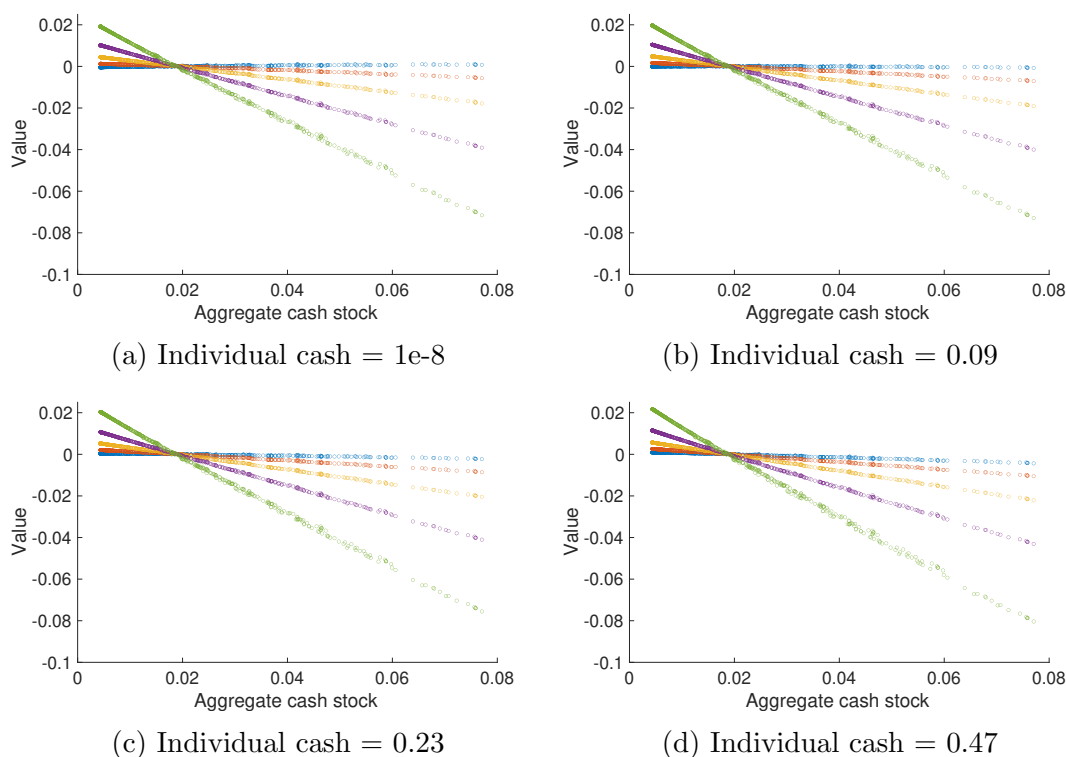 0.02
0
-0.02
-0.04
-0.06
-0.08
-0.1
Value
0 0.02 0.04 0.06 0.08
Aggregate cash stock
(a) Individual cash = 1e-8
0.02
0
-0.02
-0.04
-0.06
-0.08
-0.1
Value
0 0.02 0.04 0.06 0.08
Aggregate cash stock
(b) Individual cash = 0.09
0.02
0
-0.02
-0.04
-0.06
-0.08
-0.1
Value
0 0.02 0.04 0.06 0.08
Aggregate cash stock
(c) Individual cash = 0.23
0.02
0
-0.02
-0.04
-0.06
-0.08
-0.1
Value
0 0.02 0.04 0.06 0.08
Aggregate cash stock
(d) Individual cash = 0.47